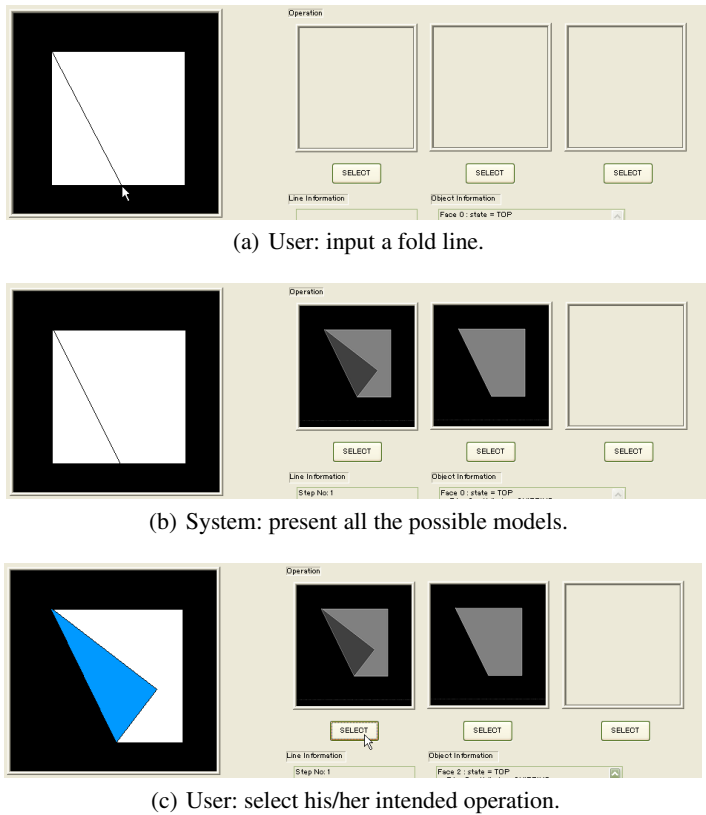 Operation
SELECT SELECT SELECT
Line Information Object Information
Face 0 : state = TOP
(a) User: input a fold line.
Operation
SELECT SELECT SELECT
Line Information Object Information
Step No: 1 Face 0 : state = TOP
(b) System: present all the possible models.
Operation
SELECT SELECT SELECT
Line Information Object Information
Step No: 1 Face 2 : state = TOP
(c) User: select his/her intended operation.